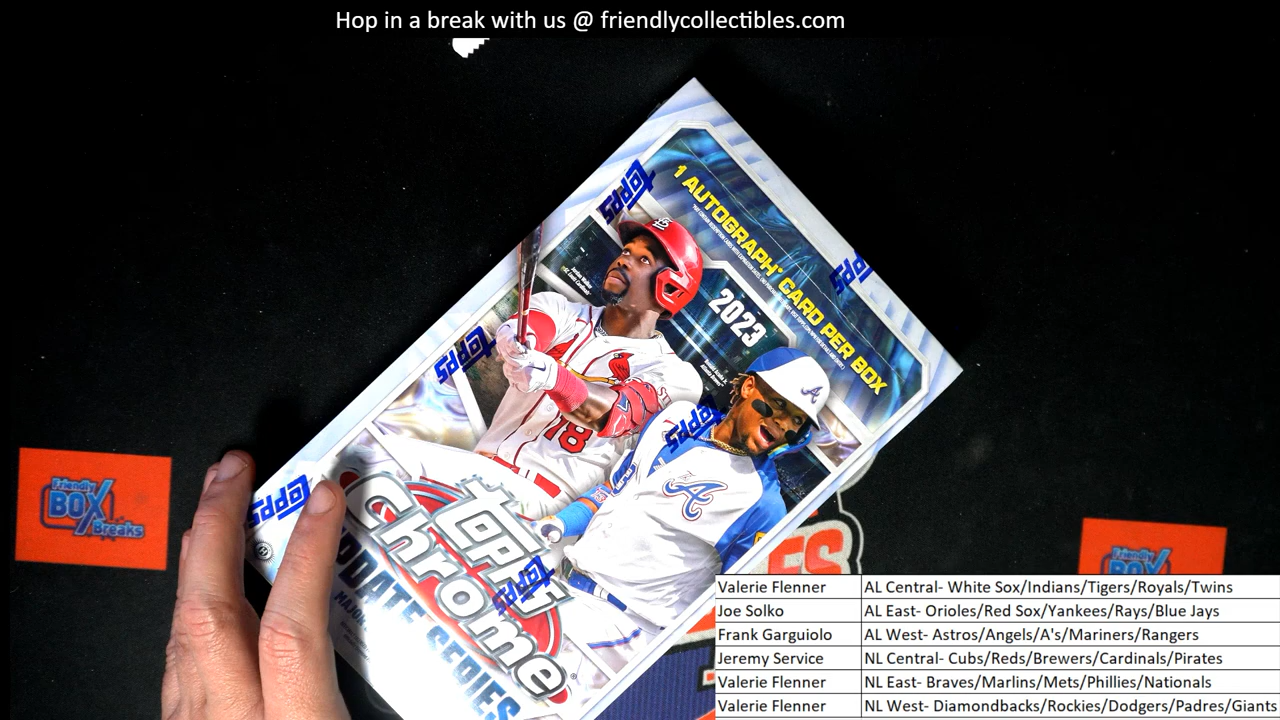 Hop in a break with us @ friendlycollectibles.com
topps
1 AUTOGRAPH CARD PER BOX
topps
2023
topps
topps
18
A
A
topps
topps
topps
Chrome
UPDATE SERIES
MAJOR
Friendly
BOX
Breaks
Friendly
BOX
Valerie Flenner AL Central- White Sox/Indians/Tigers/Royals/Twins
Joe Solko AL East- Orioles/Red Sox/Yankees/Rays/Blue Jays
Frank Garguiolo AL West- Astros/Angels/A's/Mariners/Rangers
Jeremy Service NL Central- Cubs/Reds/Brewers/Cardinals/Pirates
Valerie Flenner NL East- Braves/Marlins/Mets/Phillies/Nationals
Valerie Flenner NL West- Diamondbacks/Rockies/Dodgers/Padres/Giants